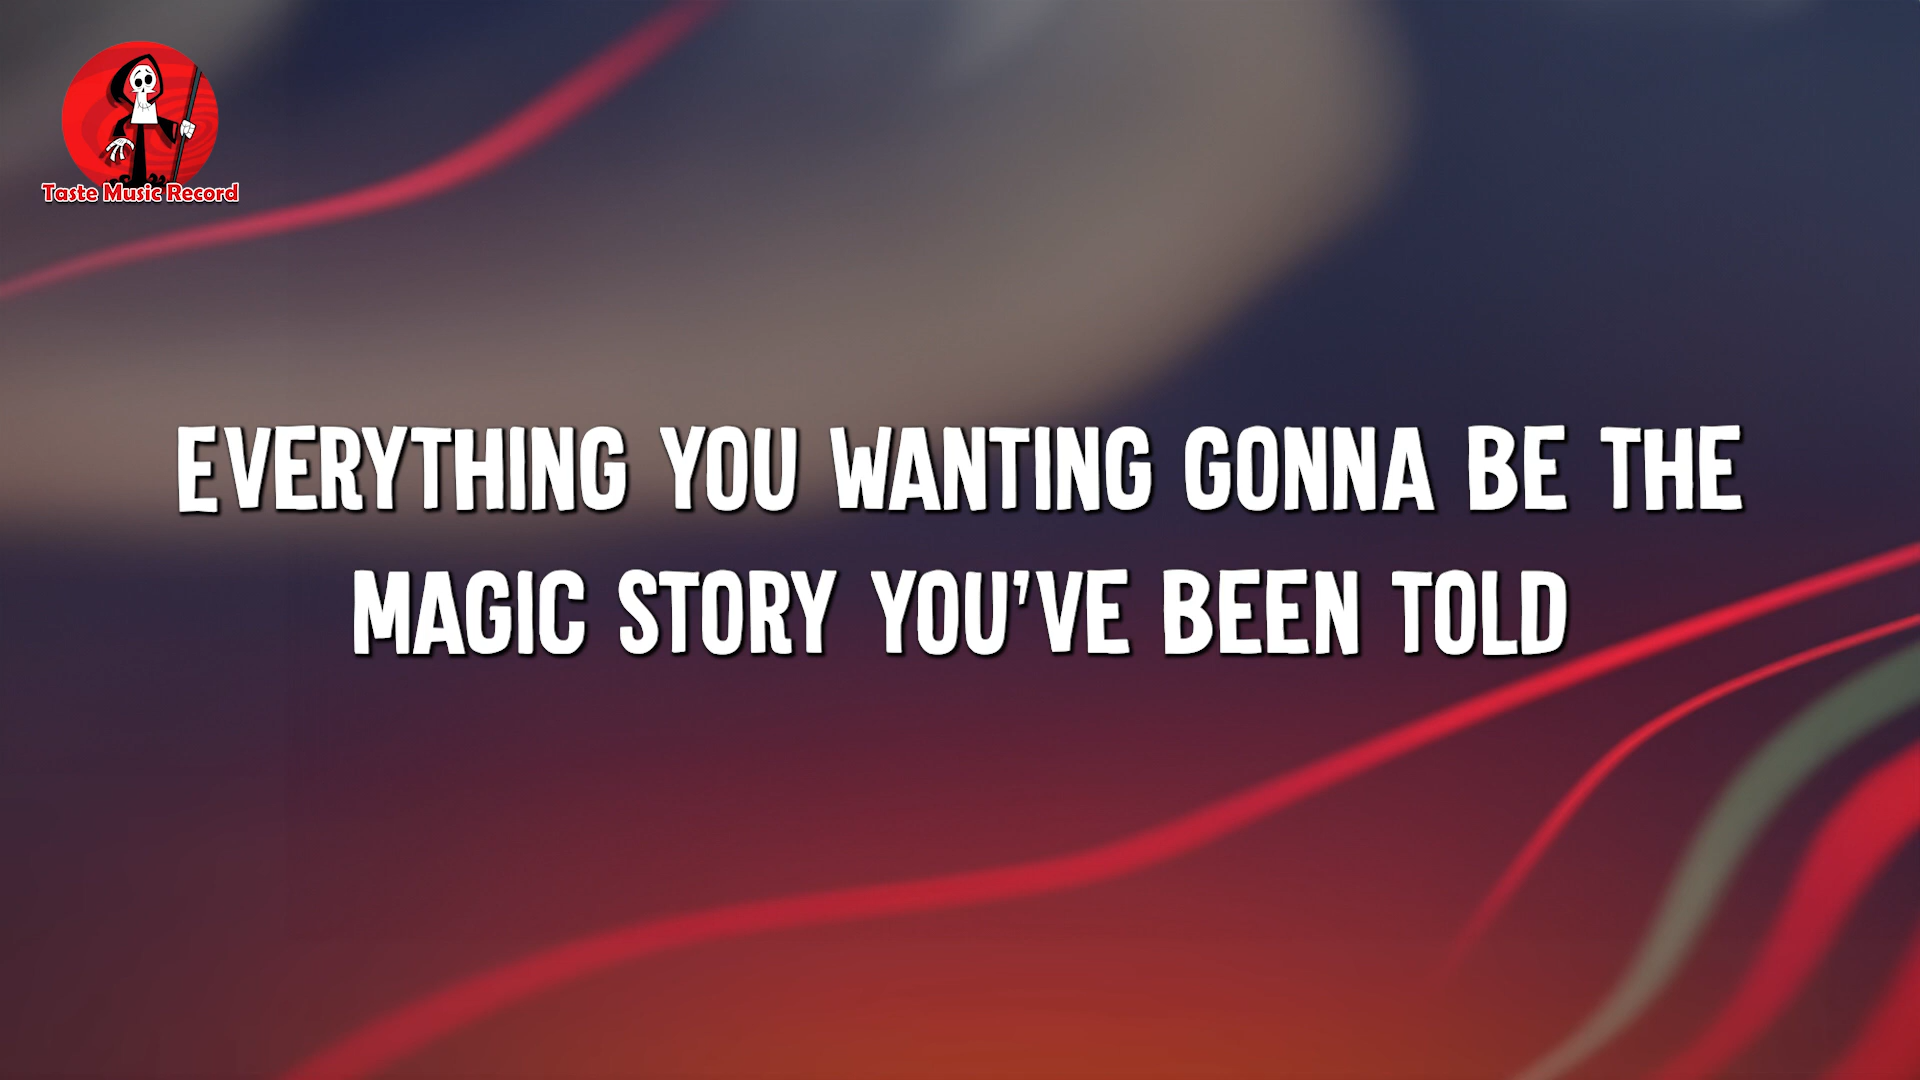 Taste Music Record
EVERYTHING YOU WANTING GONNA BE THE
MAGIC STORY YOU'VE BEEN TOLD